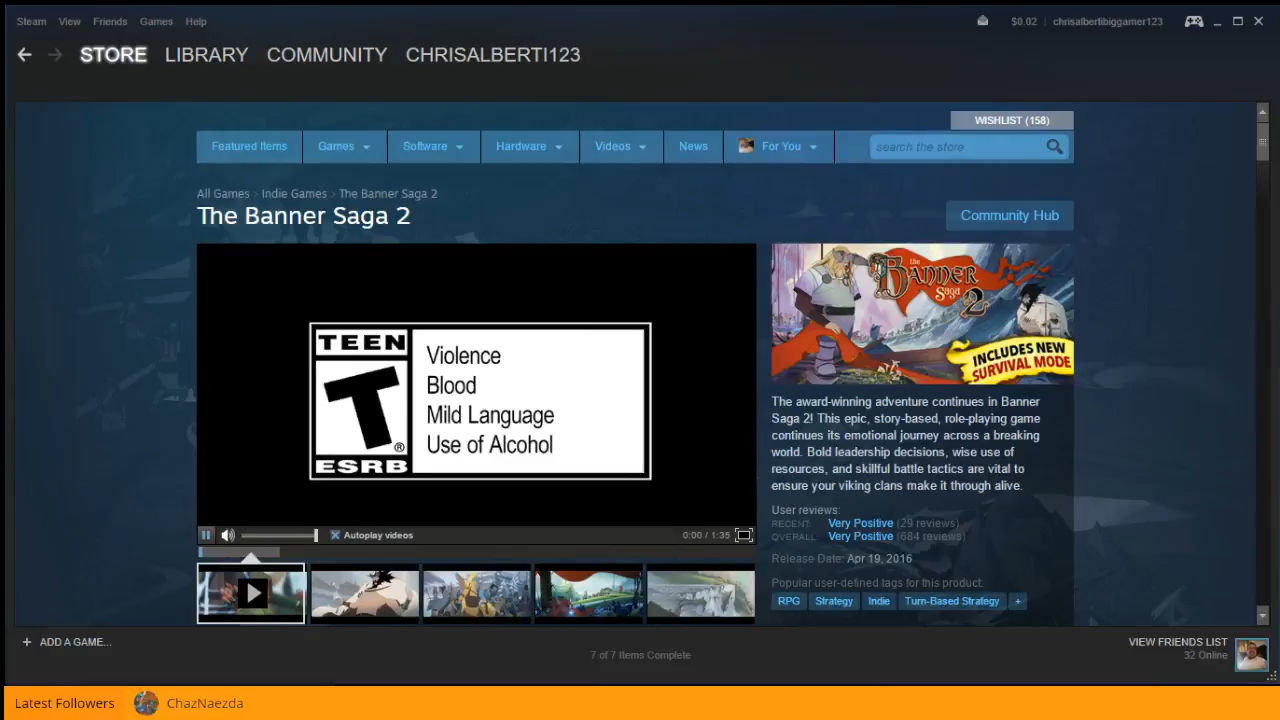 Steam View Friends Games Help
$0.02 chrisalbertibiggamer123
STORE LIBRARY COMMUNITY CHRISALBERTI123
WISHLIST (158)
Featured Items Games Software Hardware Videos News For You search the store
All Games > Indie Games > The Banner Saga 2
The Banner Saga 2
Community Hub
TEEN
T
®
ESRB
Violence
Blood
Mild Language
Use of Alcohol
the
BANNER
Saga
2
INCLUDES NEW
SURVIVAL MODE
The award-winning adventure continues in Banner
Saga 2! This epic, story-based, role-playing game
continues its emotional journey across a breaking
world. Bold leadership decisions, wise use of
resources, and skillful battle tactics are vital to
ensure your viking clans make it through alive.
User reviews:
RECENT: Very Positive (29 reviews)
OVERALL: Very Positive (684 reviews)
Release Date: Apr 19, 2016
Popular user-defined tags for this product:
RPG Strategy Indie Turn-Based Strategy +
Autoplay videos 0:00 / 1:35
+ ADD A GAME...
7 of 7 Items Complete
VIEW FRIENDS LIST
32 Online
Latest Followers ChazNaezda